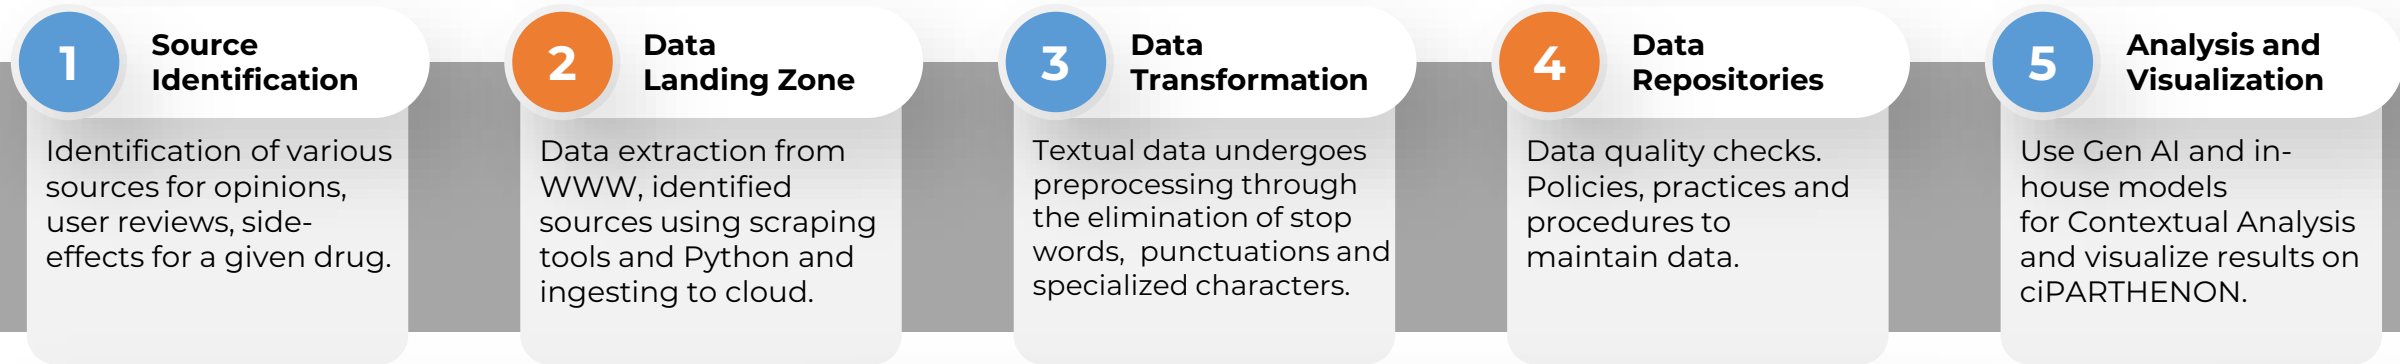 1
Source
Identification
Identification of various
sources for opinions,
user reviews, side-
effects for a given drug.
2
Data
Landing Zone
Data extraction from
WWW, identified
sources using scraping
tools and Python and
ingesting to cloud.
3
Data
Transformation
Textual data undergoes
preprocessing through
the elimination of stop
words,  punctuations and
specialized characters.
4
Data
Repositories
Data quality checks.
Policies, practices and
procedures to
maintain data.
5
Analysis and
Visualization
Use Gen AI and in-
house models
for Contextual Analysis
and visualize results on
ciPARTHENON.